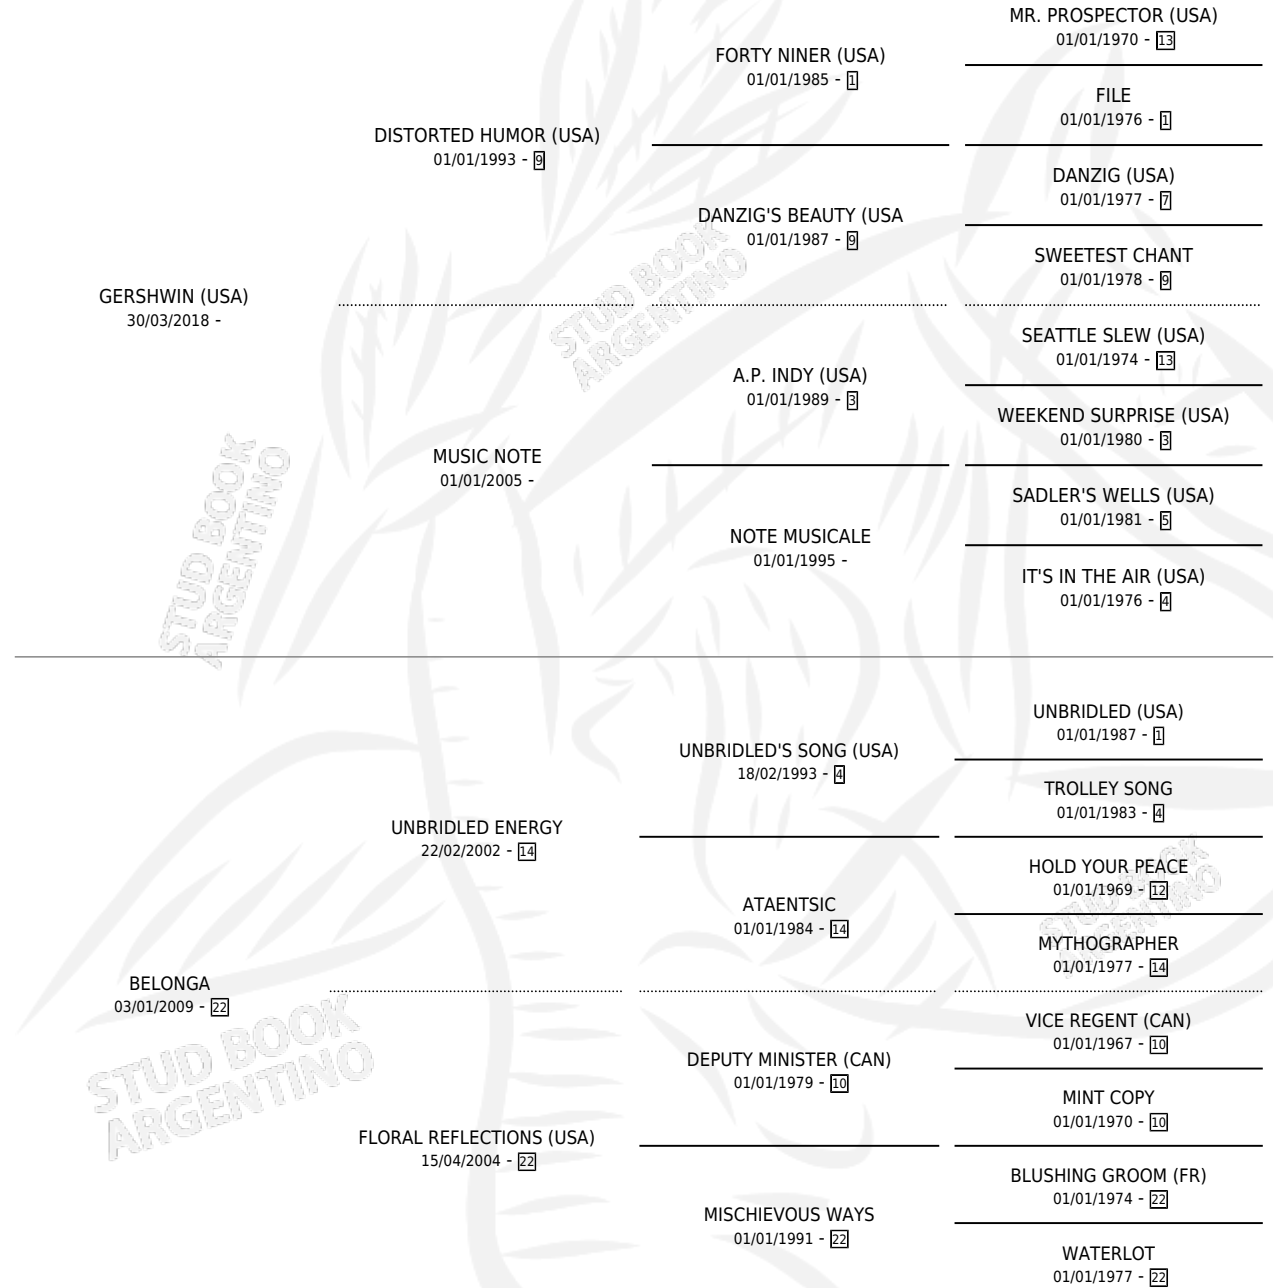 MR. PROSPECTOR (USA)
01/01/1970 - 13
FORTY NINER (USA)
01/01/1985 - 1
FILE
01/01/1976 - 1
DISTORTED HUMOR (USA)
01/01/1993 - 9
DANZIG (USA)
01/01/1977 - 7
DANZIG'S BEAUTY (USA
01/01/1987 - 9
SWEETEST CHANT
01/01/1978 - 9
GERSHWIN (USA)
30/03/2018 -
STUD BOOK
ARGENTINO
SEATTLE SLEW (USA)
01/01/1974 - 13
A.P. INDY (USA)
01/01/1989 - 3
WEEKEND SURPRISE (USA)
01/01/1980 - 3
MUSIC NOTE
01/01/2005 -
SADLER'S WELLS (USA)
01/01/1981 - 5
NOTE MUSICALE
01/01/1995 -
IT'S IN THE AIR (USA)
01/01/1976 - 4
STUD BOOK
ARGENTINO
UNBRIDLED (USA)
01/01/1987 - 1
UNBRIDLED'S SONG (USA)
18/02/1993 - 4
TROLLEY SONG
01/01/1983 - 4
UNBRIDLED ENERGY
22/02/2002 - 14
HOLD YOUR PEACE
01/01/1969 - 12
ATAENTSIC
01/01/1984 - 14
MYTHOGRAPHER
01/01/1977 - 14
STUD BOOK
ARGENTINO
BELONGA
03/01/2009 - 22
VICE REGENT (CAN)
01/01/1967 - 10
DEPUTY MINISTER (CAN)
01/01/1979 - 10
MINT COPY
01/01/1970 - 10
STUD BOOK
ARGENTINO
FLORAL REFLECTIONS (USA)
15/04/2004 - 22
BLUSHING GROOM (FR)
01/01/1974 - 22
MISCHIEVOUS WAYS
01/01/1991 - 22
WATERLOT
01/01/1977 - 22